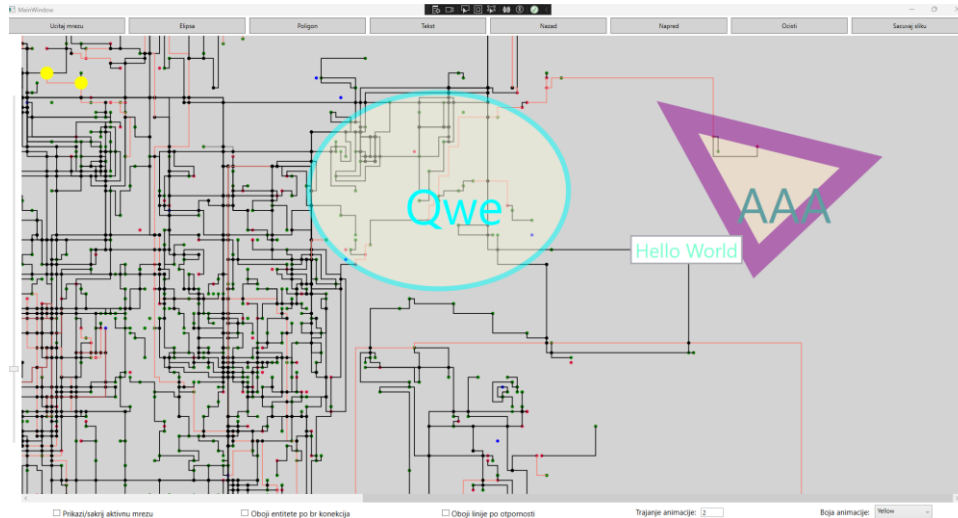 MainWindow
Ucitaj mrezu
Elipsa
Poligon
Tekst
Nazad
Napred
Ocisti
Sacuvaj sliku
Qwe
AAA
Hello World
Prikazi/sakrij aktivnu mrezu
Oboji entitete po br konekcija
Oboji linije po otpornosti
Trajanje animacije: 2
Boja animacije: Yellow